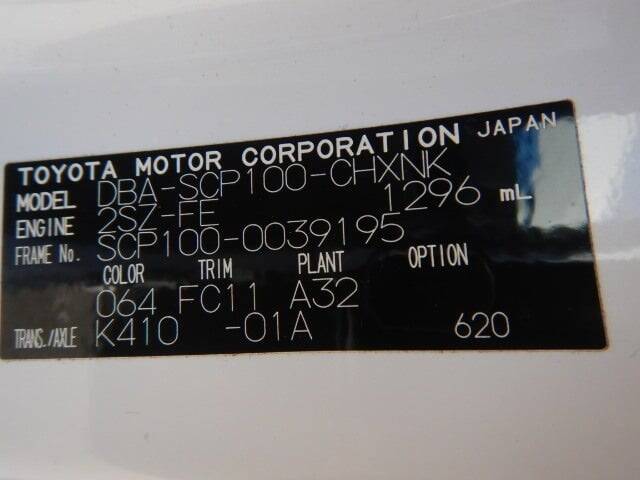 TOYOTA MOTOR CORPORATION JAPAN
MODEL DBA-SCP100-CHXNK
ENGINE 2SZ-FE 1296 mL
FRAME No. SCP100-0039195
COLOR TRIM PLANT OPTION
064 FC11 A32
TRANS./AXLE K410 -01A 620